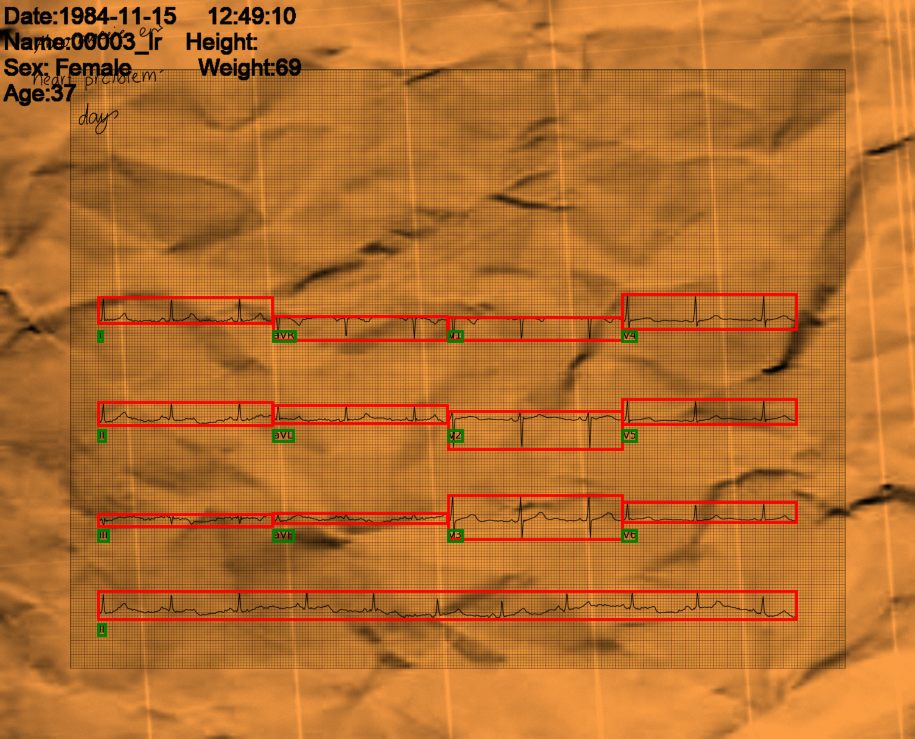 Date:1984-11-15 12:49:10
Name:00003_lr Height:
Sex: Female Weight:69
heart problem
Age:37
day
I aVR V1 V4
II aVL V2 V5
III aVF V3 V6
II